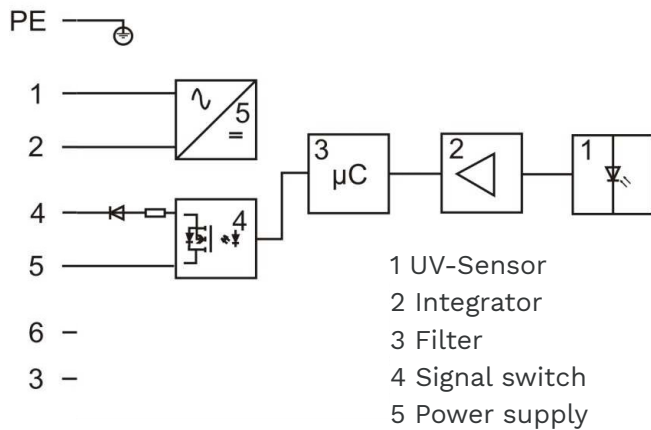 PE
1
2
5
=
3
µC
2
1
4
4
5
6
3
1 UV-Sensor
2 Integrator
3 Filter
4 Signal switch
5 Power supply